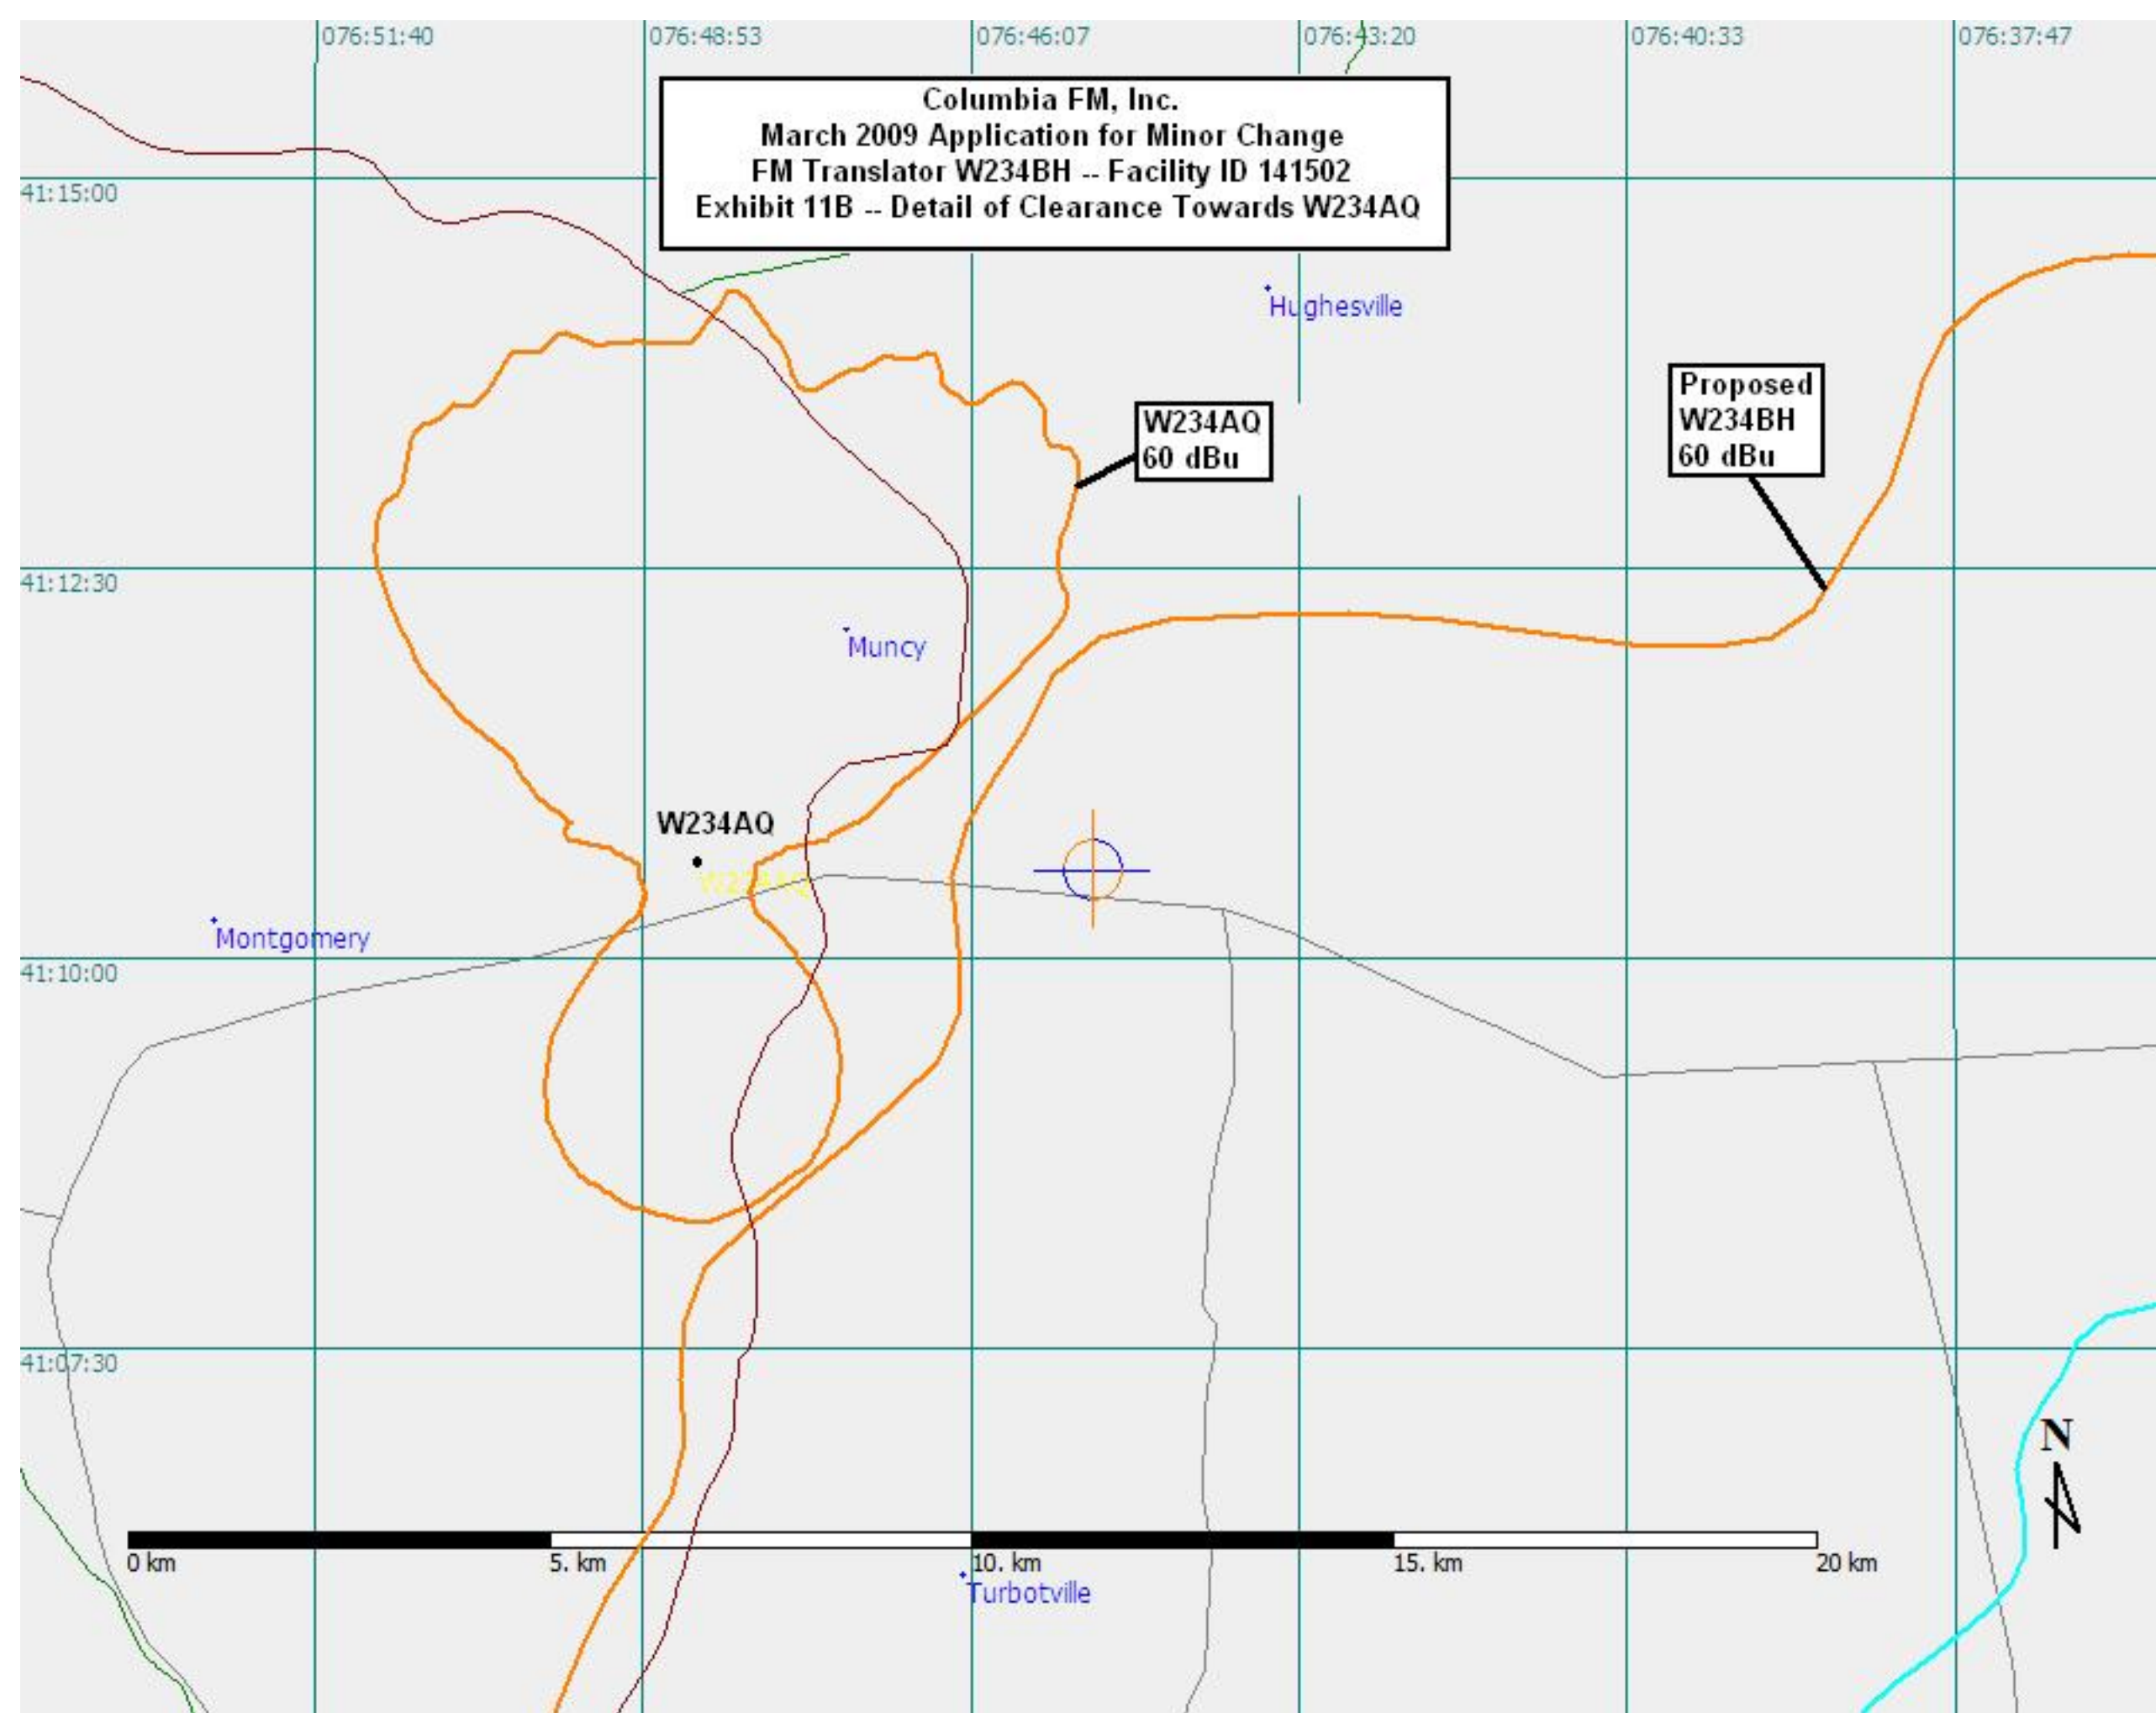 076:51:40
076:48:53
076:46:07
076:43:20
076:40:33
076:37:47
Columbia FM, Inc.
March 2009 Application for Minor Change
FM Translator W234BH -- Facility ID 141502
Exhibit 11B -- Detail of Clearance Towards W234AQ
41:15:00
Hughesville
Proposed
W234BH
60 dBu
W234AQ
60 dBu
41:12:30
Muncy
W234AQ
W234AQ
Montgomery
41:10:00
41:07:30
N
0 km
5. km
10. km
15. km
20 km
Turbotville